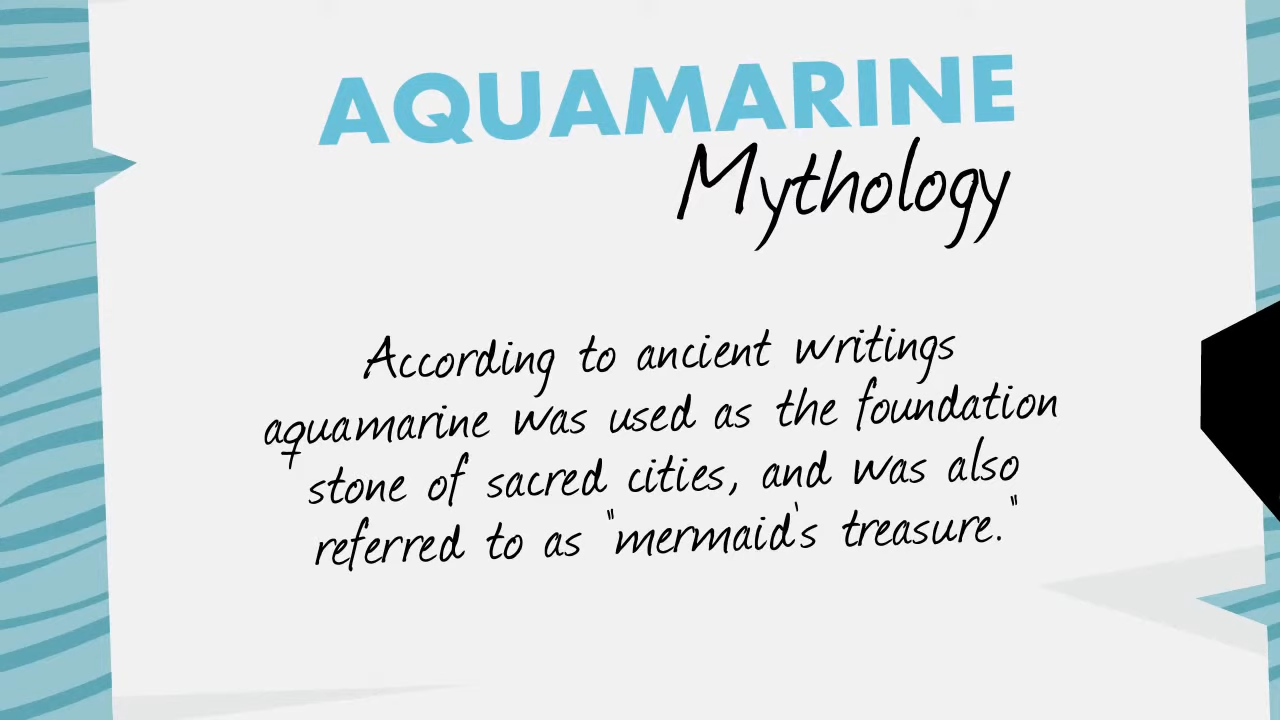 AQUAMARINE
Mythology
According to ancient writings
aquamarine was used as the foundation
stone of sacred cities, and was also
referred to as "mermaid's treasure."